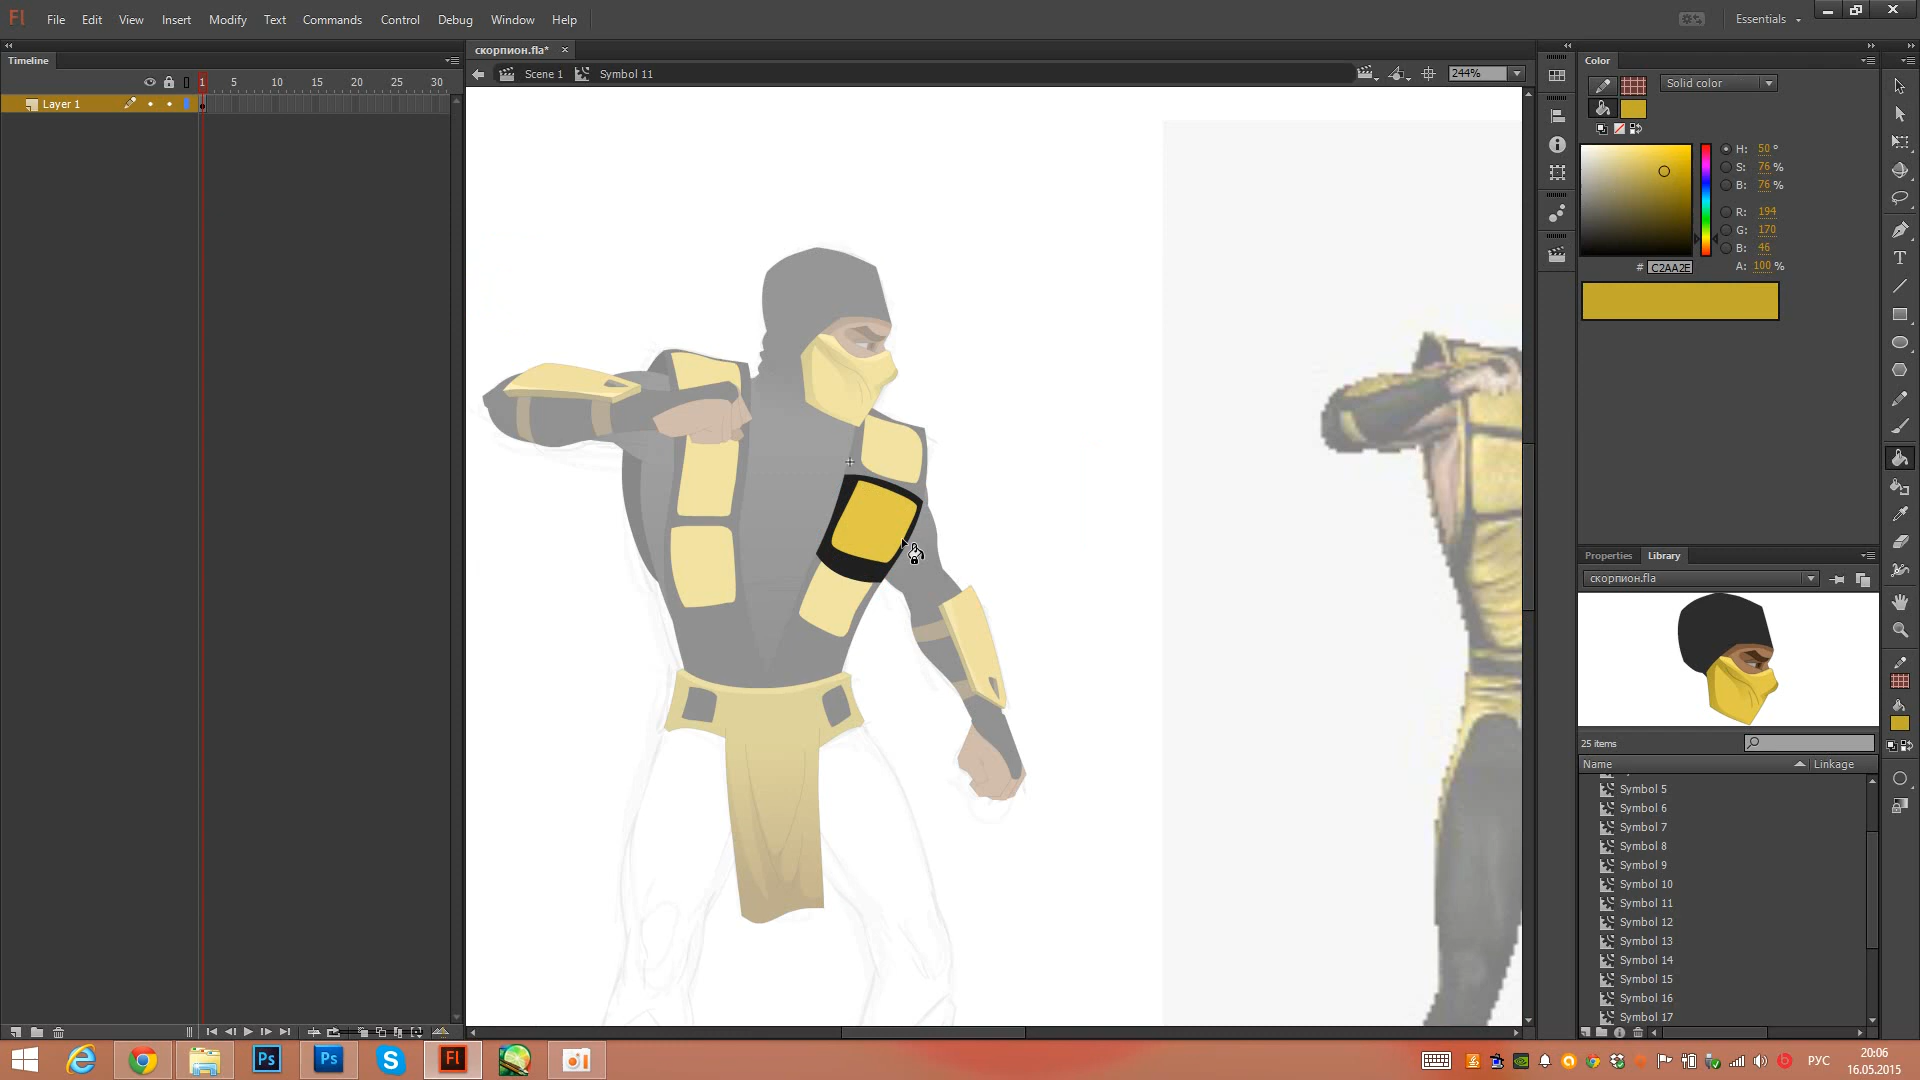 Fl File Edit View Insert Modify Text Commands Control Debug Window Help Essentials
Timeline
скорпион.fla*
Scene 1 Symbol 11 244%
1 5 10 15 20 25 30
Layer 1
Color
Solid color
H: 50 °
S: 76 %
B: 76 %
R: 194
G: 170
B: 46
# C2AA2E A: 100 %
Properties Library
скорпион.fla
25 items
Name Linkage
Symbol 5
Symbol 6
Symbol 7
Symbol 8
Symbol 9
Symbol 10
Symbol 11
Symbol 12
Symbol 13
Symbol 14
Symbol 15
Symbol 16
Symbol 17
Ps Ps S Fl
РУС
20:06
16.05.2015